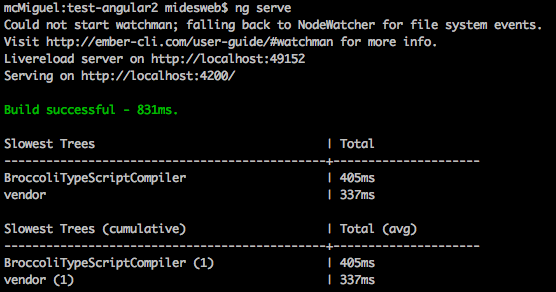 mcMiguel:test-angular2 midesweb$ ng serve
Could not start watchman; falling back to NodeWatcher for file system events.
Visit http://ember-cli.com/user-guide/#watchman for more info.
Livereload server on http://localhost:49152
Serving on http://localhost:4200/
Build successful - 831ms.
Slowest Trees | Total
----------------------------------------------+---------------------
BroccoliTypeScriptCompiler | 405ms
vendor | 337ms
Slowest Trees (cumulative) | Total (avg)
----------------------------------------------+---------------------
BroccoliTypeScriptCompiler (1) | 405ms
vendor (1) | 337ms